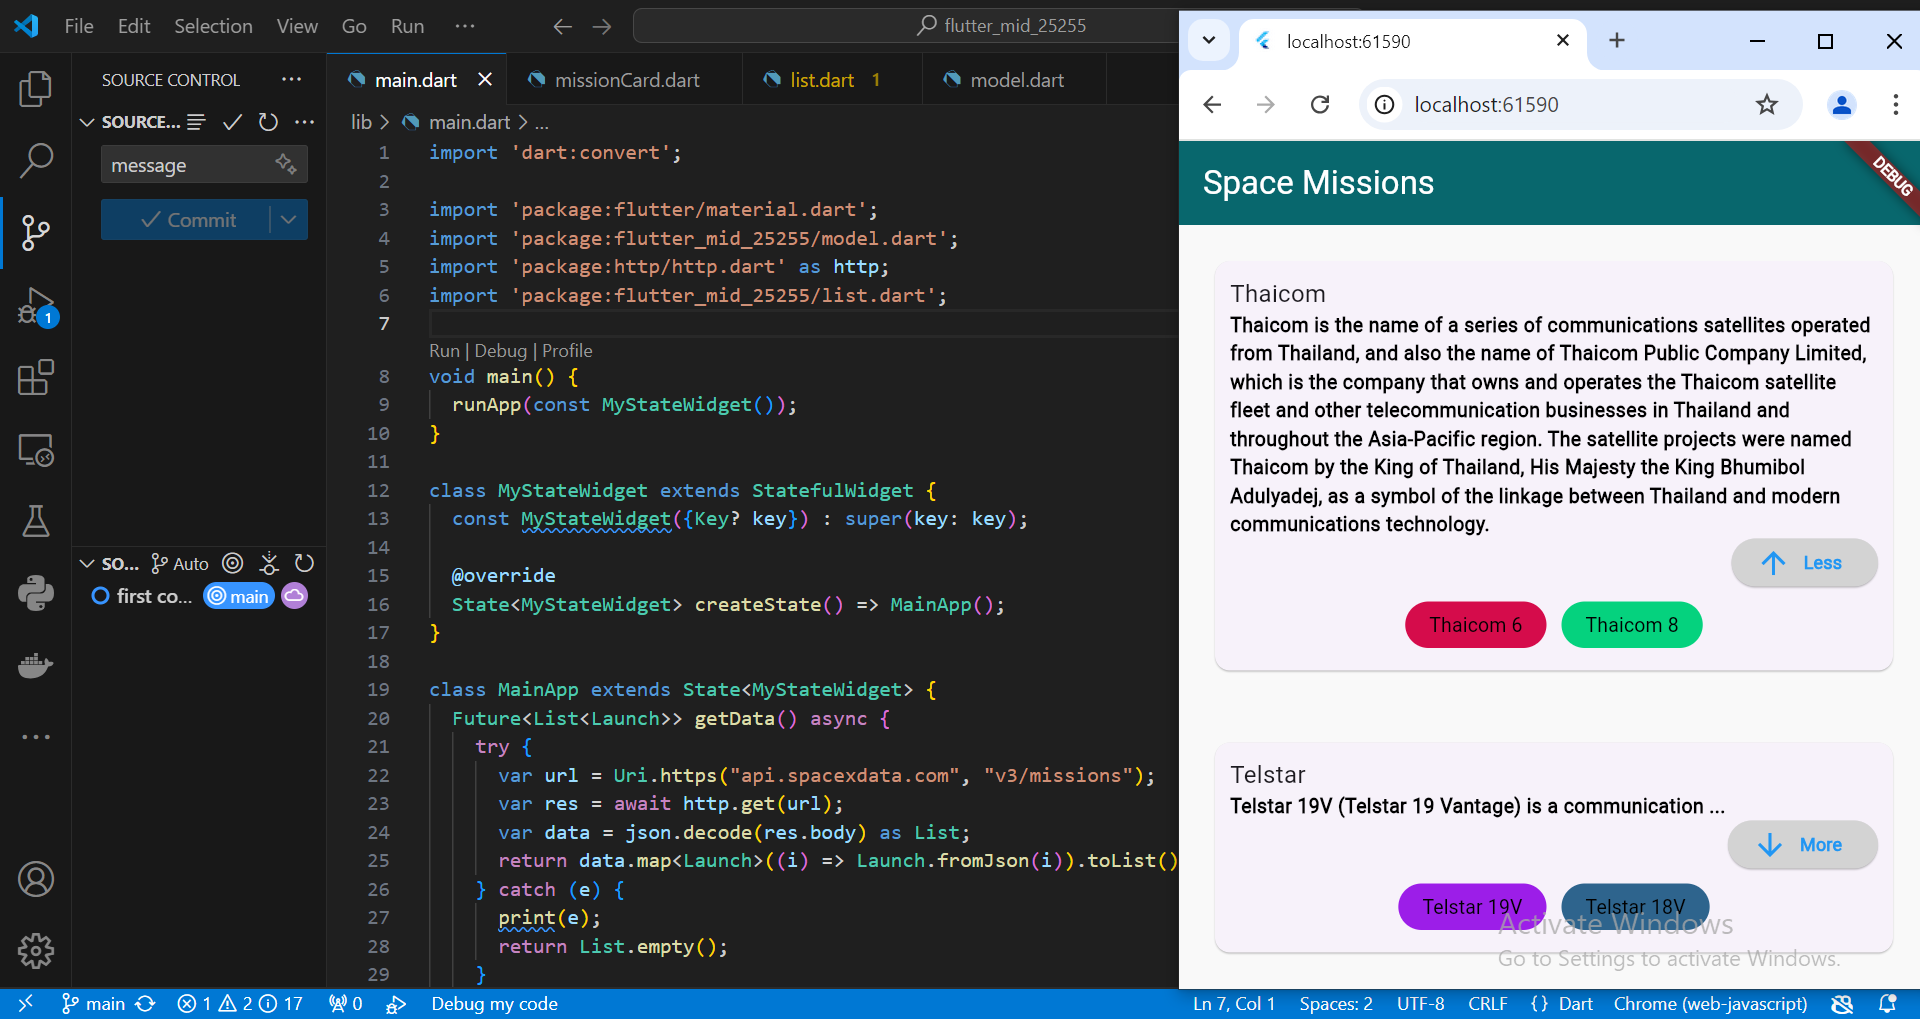 File Edit Selection View Go Run ...
flutter_mid_25255
SOURCE CONTROL
SOURCE...
message
Commit
1
SO... Auto
first co... main
main.dart
missionCard.dart
list.dart 1
model.dart
lib > main.dart > ...
1 import 'dart:convert';
2
3 import 'package:flutter/material.dart';
4 import 'package:flutter_mid_25255/model.dart';
5 import 'package:http/http.dart' as http;
6 import 'package:flutter_mid_25255/list.dart';
7
Run | Debug | Profile
8 void main() {
9 runApp(const MyStateWidget());
10 }
11
12 class MyStateWidget extends StatefulWidget {
13 const MyStateWidget({Key? key}) : super(key: key);
14
15 @override
16 State<MyStateWidget> createState() => MainApp();
17 }
18
19 class MainApp extends State<MyStateWidget> {
20 Future<List<Launch>> getData() async {
21 try {
22 var url = Uri.https("api.spacexdata.com", "v3/missions");
23 var res = await http.get(url);
24 var data = json.decode(res.body) as List;
25 return data.map<Launch>((i) => Launch.fromJson(i)).toList()
26 } catch (e) {
27 print(e);
28 return List.empty();
29 }
localhost:61590
localhost:61590
Space Missions
DEBUG
Thaicom
Thaicom is the name of a series of communications satellites operated
from Thailand, and also the name of Thaicom Public Company Limited,
which is the company that owns and operates the Thaicom satellite
fleet and other telecommunication businesses in Thailand and
throughout the Asia-Pacific region. The satellite projects were named
Thaicom by the King of Thailand, His Majesty the King Bhumibol
Adulyadej, as a symbol of the linkage between Thailand and modern
communications technology.
Less
Thaicom 6
Thaicom 8
Telstar
Telstar 19V (Telstar 19 Vantage) is a communication ...
More
Telstar 19V
Telstar 18V
Activate Windows
Go to Settings to activate Windows.
main 1 2 17 0 Debug my code Ln 7, Col 1 Spaces: 2 UTF-8 CRLF {} Dart Chrome (web-javascript)